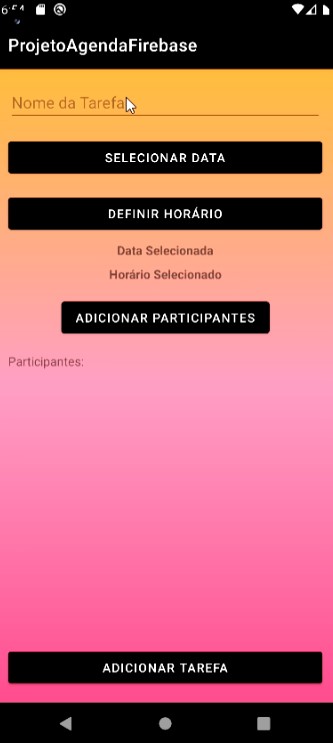 6:54
ProjetoAgendaFirebase
Nome da Tarefa
SELECIONAR DATA
DEFINIR HORÁRIO
Data Selecionada
Horário Selecionado
ADICIONAR PARTICIPANTES
Participantes:
ADICIONAR TAREFA